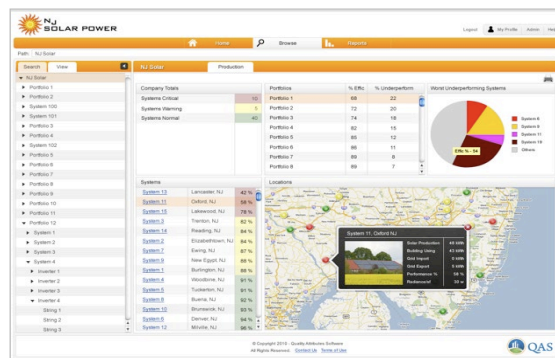 NJ
SOLAR POWER
Logout My Profile Admin Help
Home Browse Reports
Path: NJ Solar
Search View
NJ Solar Production
NJ Solar
Portfolio 1
Portfolio 2
System 100
System 101
Portfolio 3
Portfolio 4
System 102
Portfolio 5
Portfolio 6
Portfolio 7
Portfolio 8
Portfolio 9
Portfolio 10
Portfolio 11
Portfolio 12
System 1
System 2
System 3
System 4
Inverter 1
Inverter 2
Inverter 3
Inverter 4
String 1
String 2
String 3
Company Totals
Systems Critical 10
Systems Warning 5
Systems Normal 40
Portfolios % Effic. % Underperform
Portfolio 1 68 22
Portfolio 2 72 20
Portfolio 3 74 18
Portfolio 4 82 15
Portfolio 5 85 12
Portfolio 6 86 11
Portfolio 7 89 8
Portfolio 8 89 7
Worst Underperforming Systems
Effic % - 54
System 11
System 10
Others
Systems
System 13 Lancaster, NJ 42 %
System 11 Oxford, NJ 58 %
System 15 Lakewood, NJ 78 %
System 3 Trenton, NJ 82 %
System 14 Reading, NJ 84 %
System 2 Elizabethtown, NJ 84 %
System 7 Ewing, NJ 87 %
System 9 New Egypt, NJ 88 %
System 1 Burlington, NJ 88 %
System 4 Woodbine, NJ 91 %
System 5 Tuckerton, NJ 91 %
System 8 Buena, NJ 92 %
System 10 Brunswick, NJ 93 %
System 6 Denver, NJ 94 %
System 12 Milville, NJ 96 %
Locations
System 11, Oxford NJ
Solar Production 40 kWh
Building Using 43 kWh
Grid Import 0 kWh
Grid Export 0 kWh
Performance % 58 %
© Copyright 2010 - Quality Attributes Software
All Rights Reserved. Contact Us Terms of Use
QAS